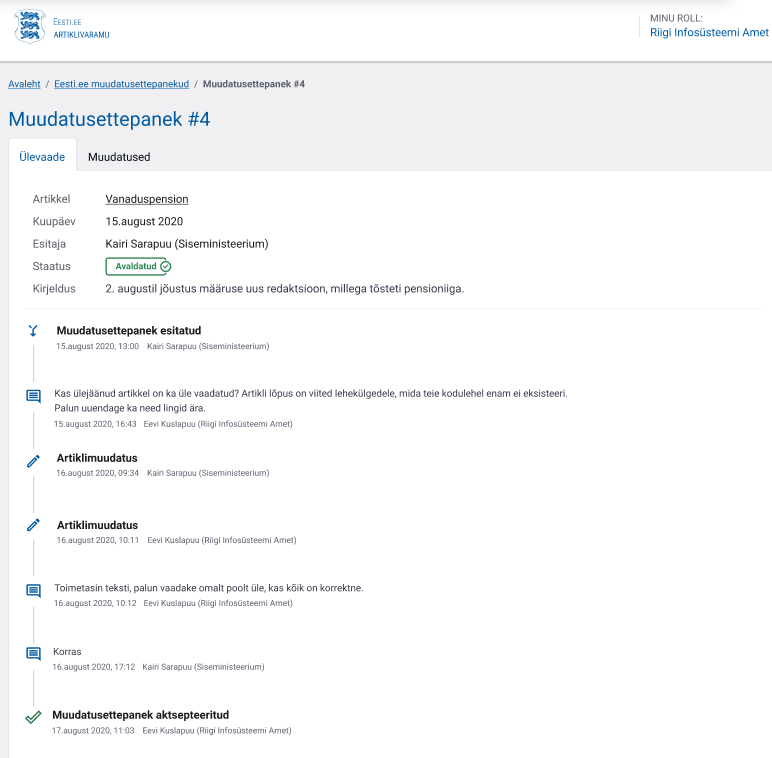 EESTI.EE
ARTIKLIVARAMU
MINU ROLL:
Riigi Infosüsteemi Amet
Avaleht / Eesti.ee muudatusettepanekud / Muudatusettepanek #4
Muudatusettepanek #4
Ülevaade Muudatused
Artikkel Vanaduspension
Kuupäev 15.august 2020
Esitaja Kairi Sarapuu (Siseministeerium)
Staatus Avaldatud
Kirjeldus 2. augustil jõustus määruse uus redaktsioon, millega tõsteti pensioniiga.
Muudatusettepanek esitatud
15.august 2020, 13:00 Kairi Sarapuu (Siseministeerium)
Kas ülejäänud artikkel on ka üle vaadatud? Artikli lõpus on viited lehekülgedele, mida teie kodulehel enam ei eksisteeri.
Palun uuendage ka need lingid ära.
15.august 2020, 16:43 Eevi Kuslapuu (Riigi Infosüsteemi Amet)
Artiklimuudatus
16.august 2020, 09:34 Kairi Sarapuu (Siseministeerium)
Artiklimuudatus
16.august 2020, 10:11 Eevi Kuslapuu (Riigi Infosüsteemi Amet)
Toimetasin teksti, palun vaadake omalt poolt üle, kas kõik on korrektne.
16.august 2020, 10:12 Eevi Kuslapuu (Riigi Infosüsteemi Amet)
Korras
16.august 2020, 17:12 Kairi Sarapuu (Siseministeerium)
Muudatusettepanek aktsepteeritud
17.august 2020, 11:03 Eevi Kuslapuu (Riigi Infosüsteemi Amet)